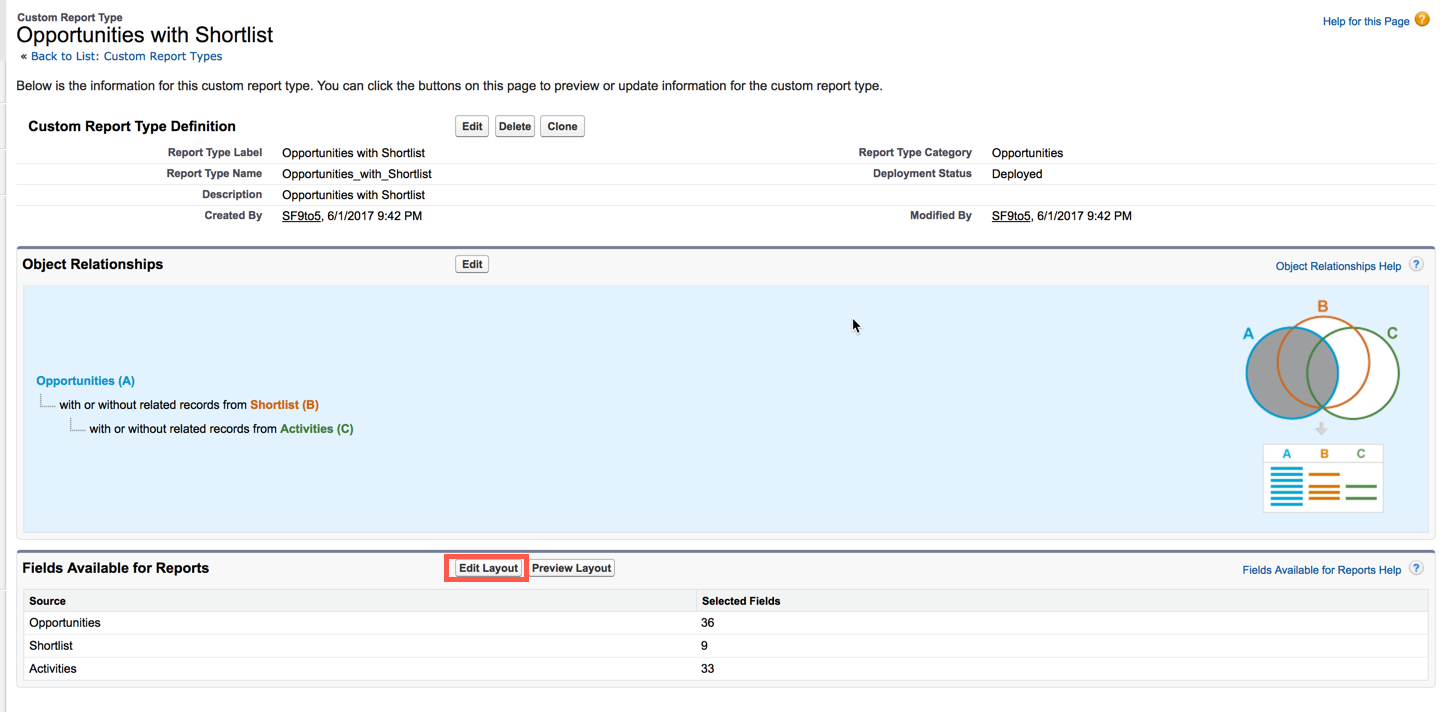 Custom Report Type
Opportunities with Shortlist
Help for this Page ?
« Back to List: Custom Report Types
Below is the information for this custom report type. You can click the buttons on this page to preview or update information for the custom report type.
Custom Report Type Definition Edit Delete Clone
Report Type Label Opportunities with Shortlist Report Type Category Opportunities
Report Type Name Opportunities_with_Shortlist Deployment Status Deployed
Description Opportunities with Shortlist
Created By SF9to5, 6/1/2017 9:42 PM Modified By SF9to5, 6/1/2017 9:42 PM
Object Relationships Edit Object Relationships Help ?
B
A C
Opportunities (A)
with or without related records from Shortlist (B)
with or without related records from Activities (C)
A B C
Fields Available for Reports Edit Layout Preview Layout Fields Available for Reports Help ?
Source Selected Fields
Opportunities 36
Shortlist 9
Activities 33